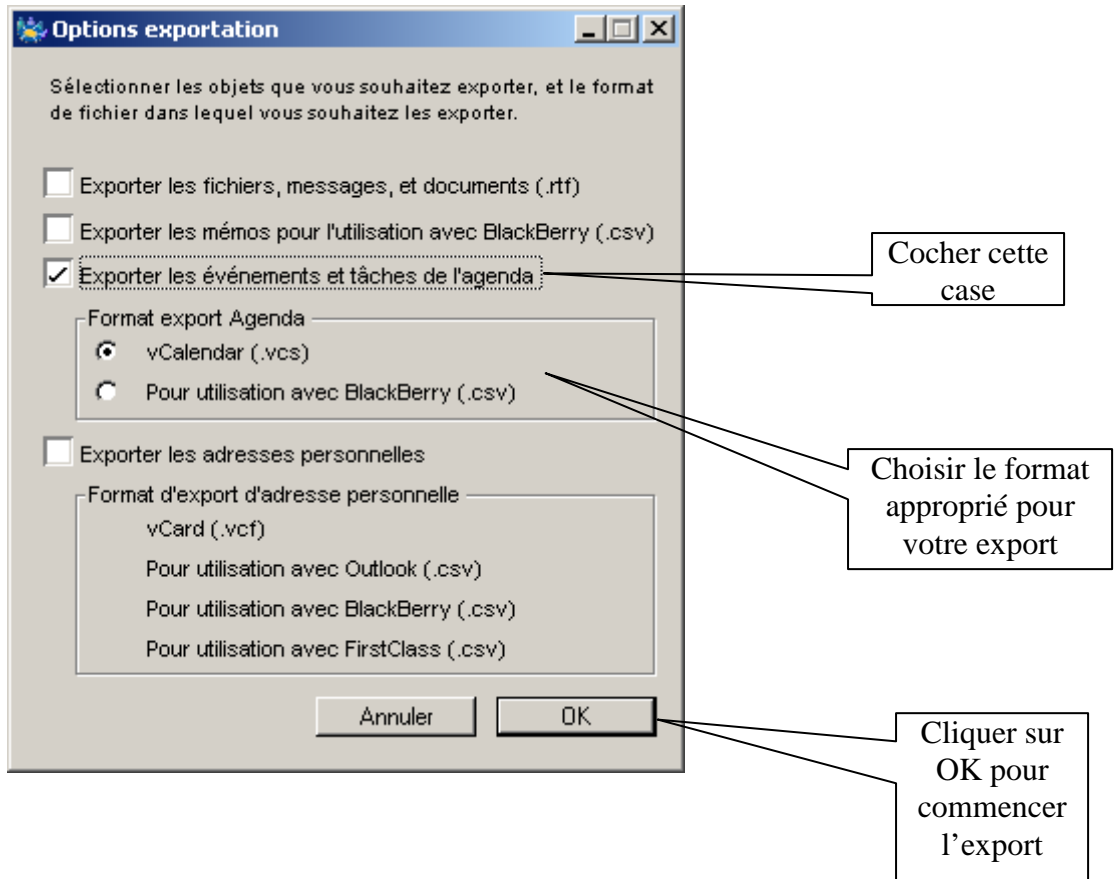 Options exportation
Sélectionner les objets que vous souhaitez exporter, et le format
de fichier dans lequel vous souhaitez les exporter.
Exporter les fichiers, messages, et documents (.rtf)
Exporter les mémos pour l'utilisation avec BlackBerry (.csv)
Exporter les événements et tâches de l'agenda
Cocher cette
case
Format export Agenda
vCalendar (.vcs)
Pour utilisation avec BlackBerry (.csv)
Exporter les adresses personnelles
Choisir le format
approprié pour
votre export
Format d'export d'adresse personnelle
vCard (.vcf)
Pour utilisation avec Outlook (.csv)
Pour utilisation avec BlackBerry (.csv)
Pour utilisation avec FirstClass (.csv)
Annuler
OK
Cliquer sur
OK pour
commencer
l’export